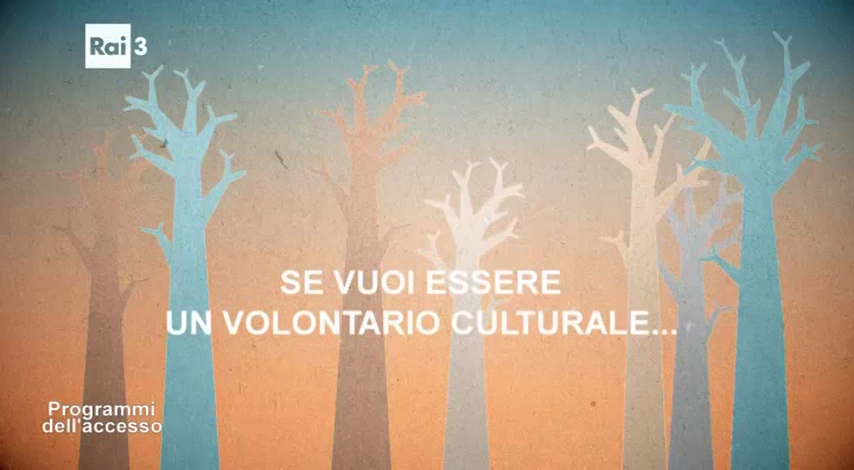 Rai 3
SE VUOI ESSERE
UN VOLONTARIO CULTURALE...
Programmi
dell'accesso